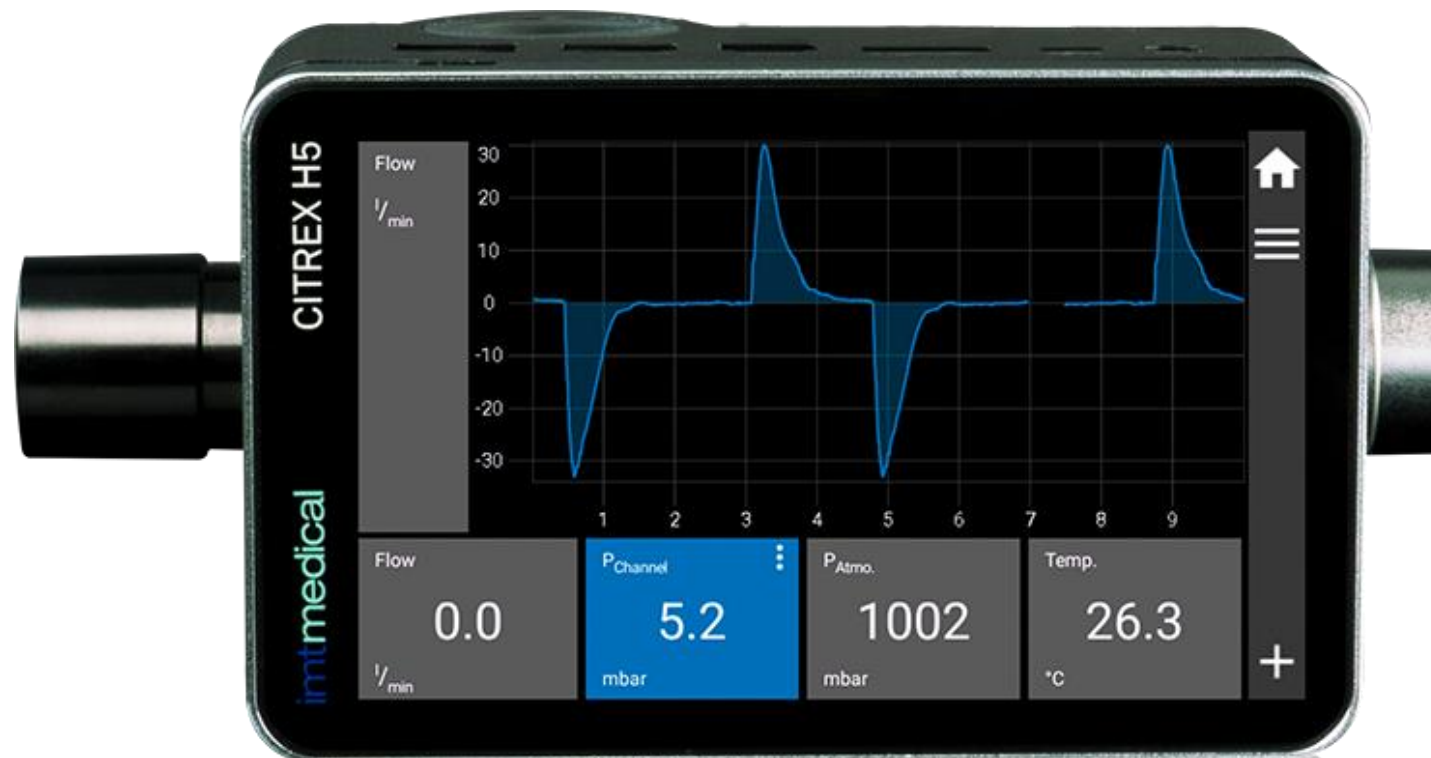 CITREX H5
imtmedical
Flow
l/min
30
20
10
0
-10
-20
-30
1 2 3 4 5 6 7 8 9
Flow
0.0
l/min
PChannel
5.2
mbar
PAtmo.
1002
mbar
Temp.
26.3
°C